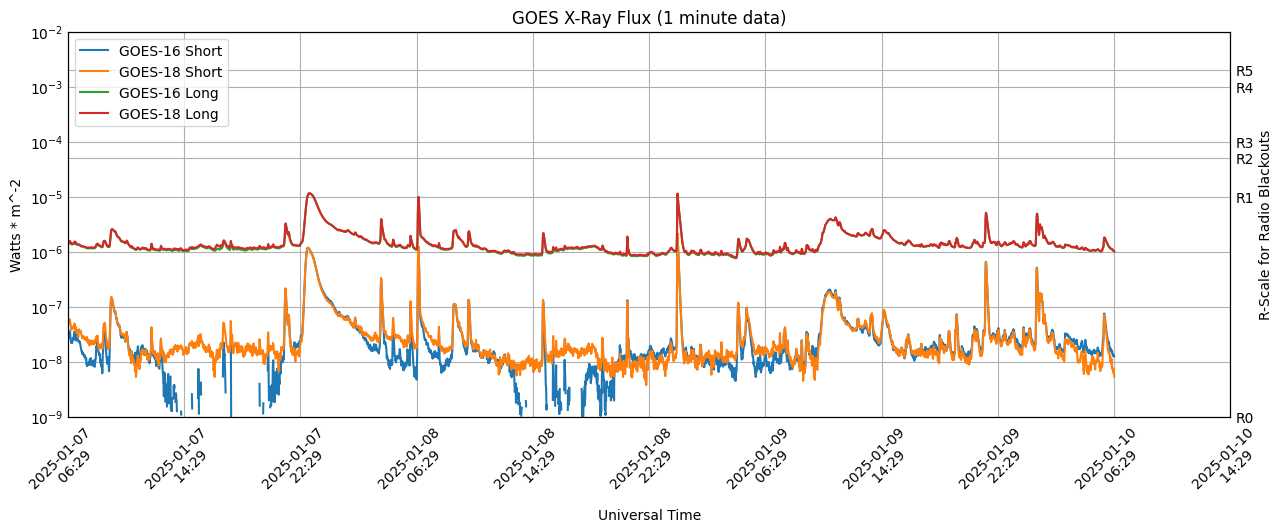 GOES X-Ray Flux (1 minute data)
GOES-16 Short
GOES-18 Short
GOES-16 Long
GOES-18 Long
Watts * m^-2
10⁻²
10⁻³
10⁻⁴
10⁻⁵
10⁻⁶
10⁻⁷
10⁻⁸
10⁻⁹
R5
R4
R3
R2
R1
R0
R-Scale for Radio Blackouts
2025-01-07
06:29
2025-01-07
14:29
2025-01-07
22:29
2025-01-08
06:29
2025-01-08
14:29
2025-01-08
22:29
2025-01-09
06:29
2025-01-09
14:29
2025-01-09
22:29
2025-01-10
06:29
2025-01-10
14:29
Universal Time